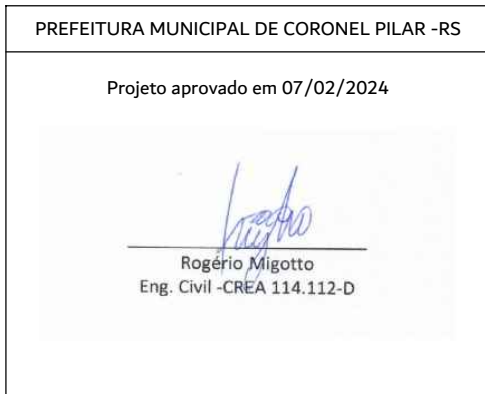 PREFEITURA MUNICIPAL DE CORONEL PILAR -RS
Projeto aprovado em 07/02/2024
Rogério Migotto
Eng. Civil -CREA 114.112-D